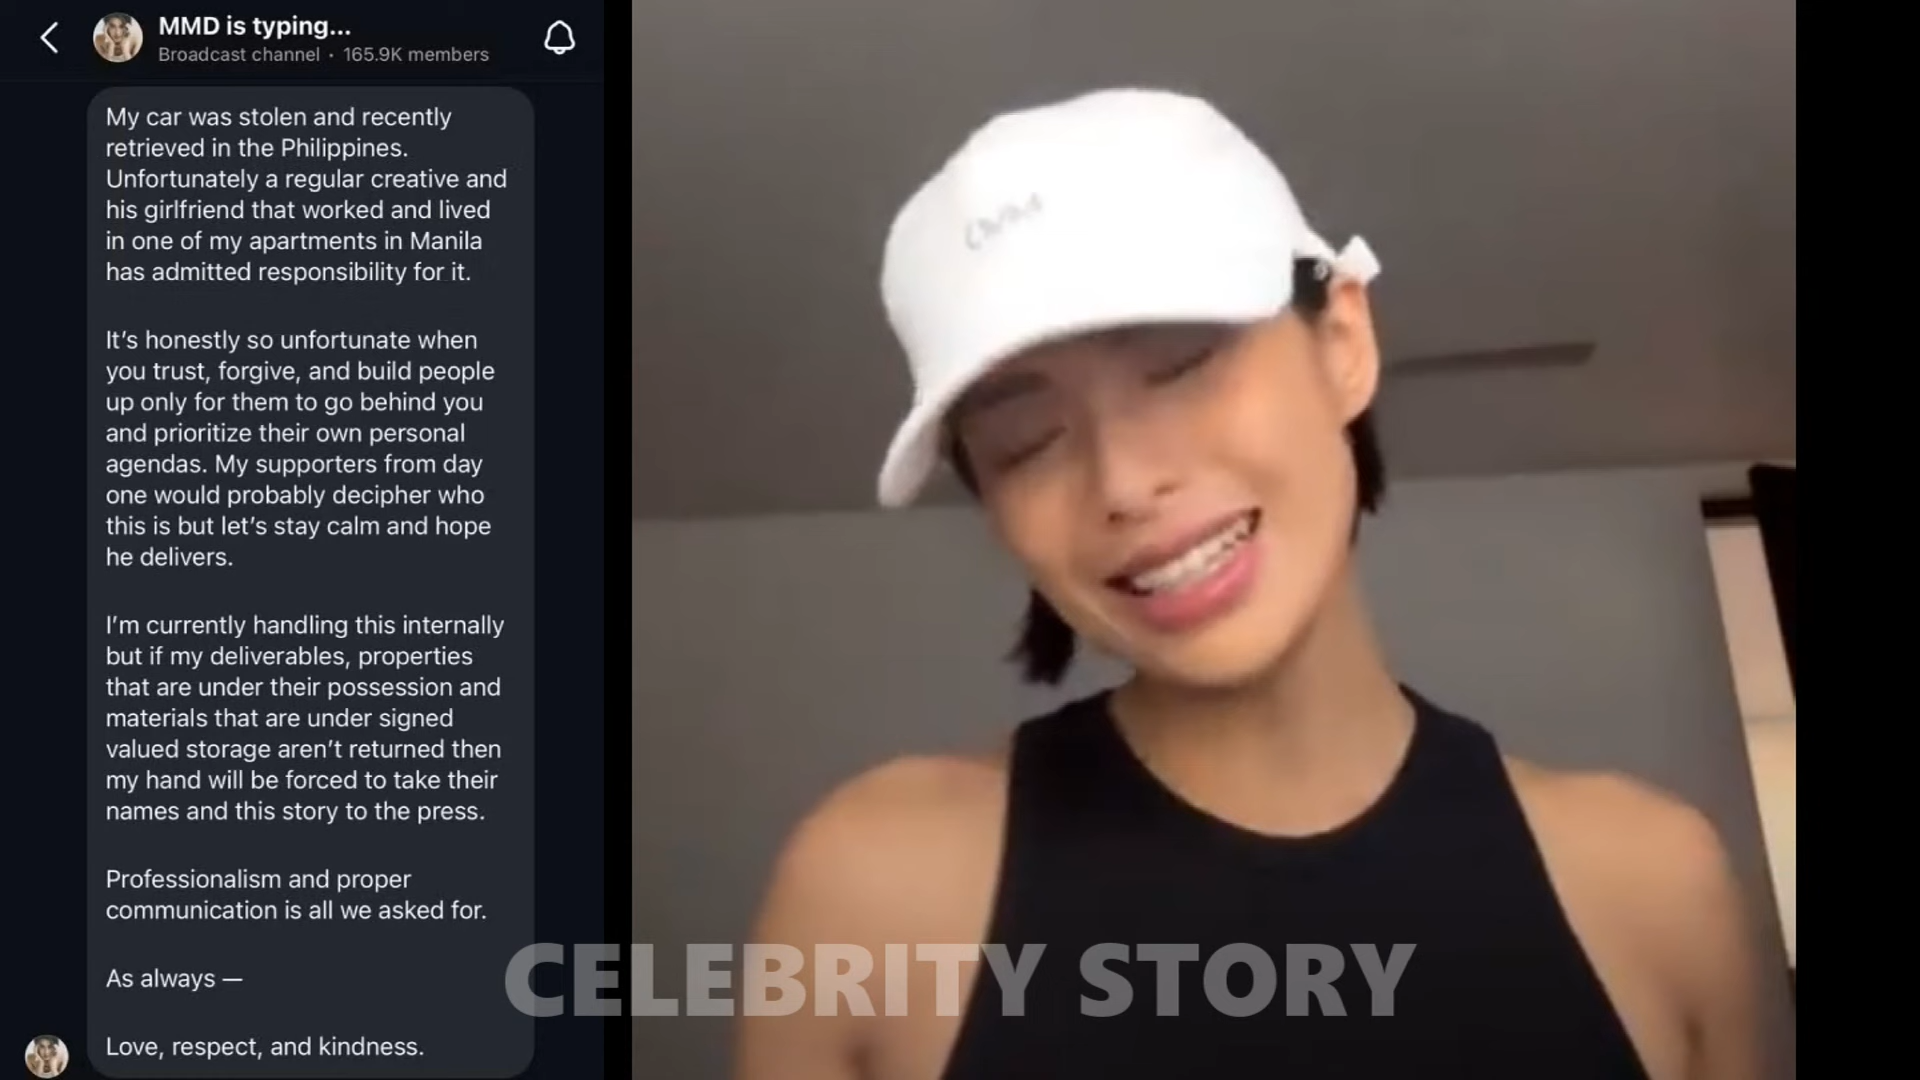 MMD is typing...
Broadcast channel • 165.9K members
My car was stolen and recently
retrieved in the Philippines.
Unfortunately a regular creative and
his girlfriend that worked and lived
in one of my apartments in Manila
has admitted responsibility for it.
It’s honestly so unfortunate when
you trust, forgive, and build people
up only for them to go behind you
and prioritize their own personal
agendas. My supporters from day
one would probably decipher who
this is but let’s stay calm and hope
he delivers.
I’m currently handling this internally
but if my deliverables, properties
that are under their possession and
materials that are under signed
valued storage aren’t returned then
my hand will be forced to take their
names and this story to the press.
Professionalism and proper
communication is all we asked for.
As always —
Love, respect, and kindness.
CELEBRITY STORY